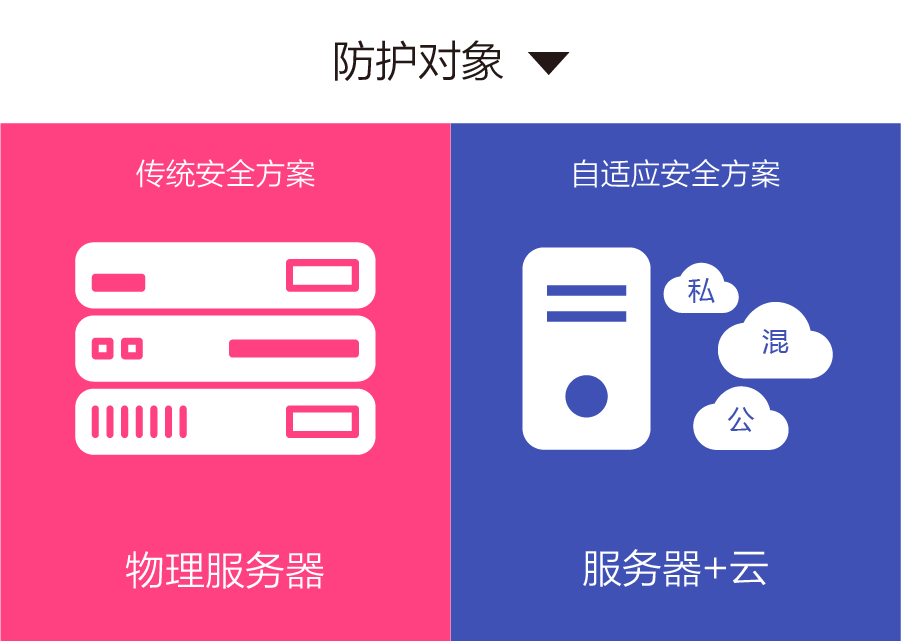 防护对象
传统安全方案
自适应安全方案
私
混
公
物理服务器
服务器+云